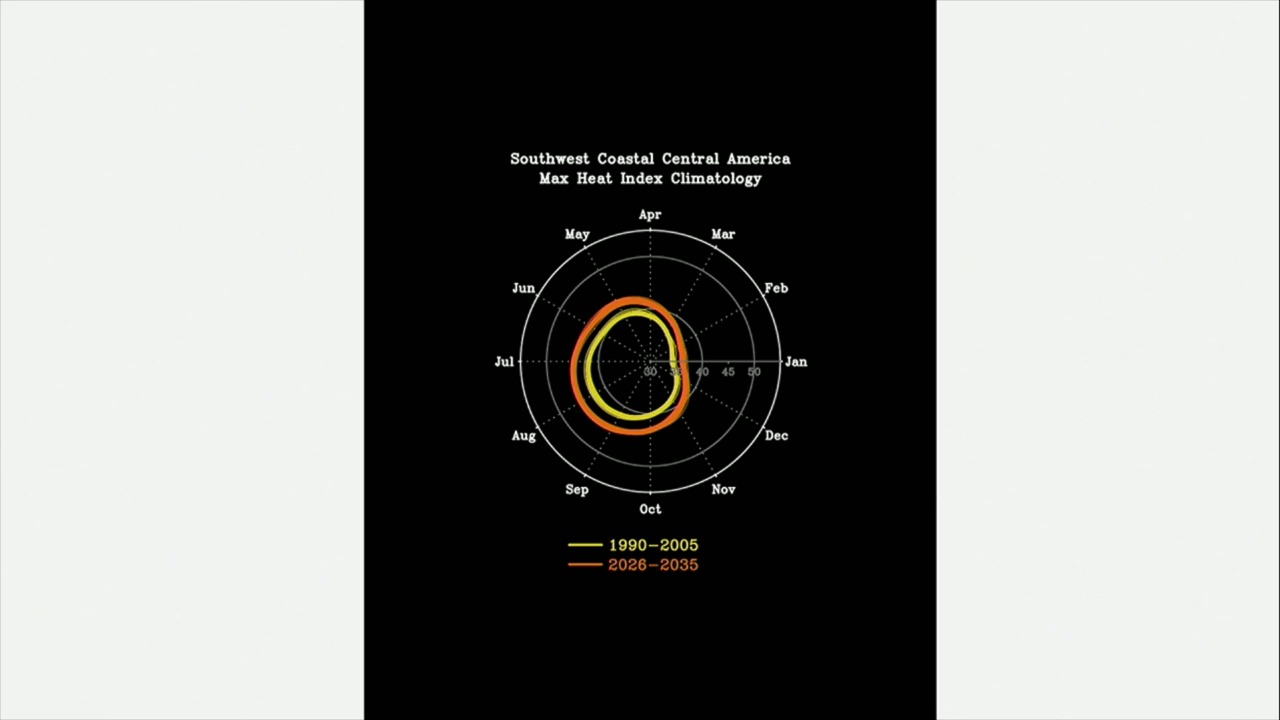 Southwest Coastal Central America
Max Heat Index Climatology
Apr
May
Mar
Jun
Feb
Jul
Jan
30 35 40 45 50
Aug
Dec
Sep
Nov
Oct
1990-2005
2026-2035